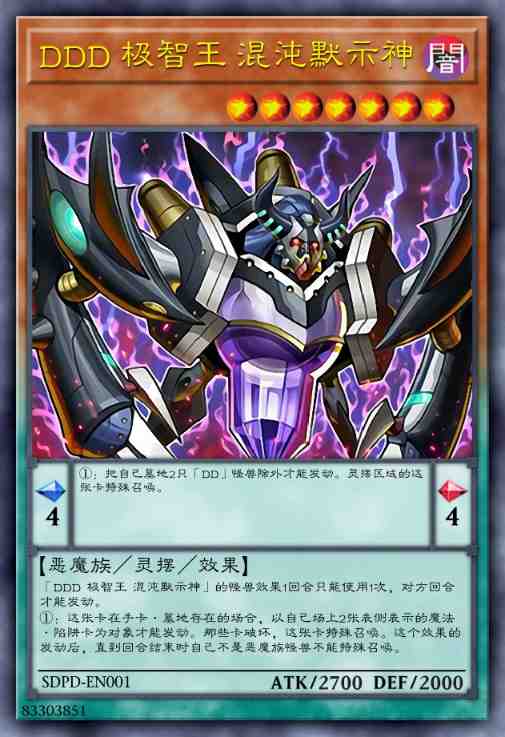 DDD 极智王 混沌默示神
闇
①：把自己墓地2只「DD」怪兽除外才能发动。灵摆区域的这
张卡特殊召唤。
4
4
【恶魔族／灵摆／效果】
「DDD 极智王 混沌默示神」的怪兽效果1回合只能使用1次，对方回合
才能发动。
①：这张卡在手卡·墓地存在的场合，以自己场上2张表侧表示的魔法
·陷阱卡为对象才能发动。那些卡破坏，这张卡特殊召唤。这个效果的
发动后，直到回合结束时自己不是恶魔族怪兽不能特殊召唤。
SDPD-EN001
ATK/2700 DEF/2000
83303851